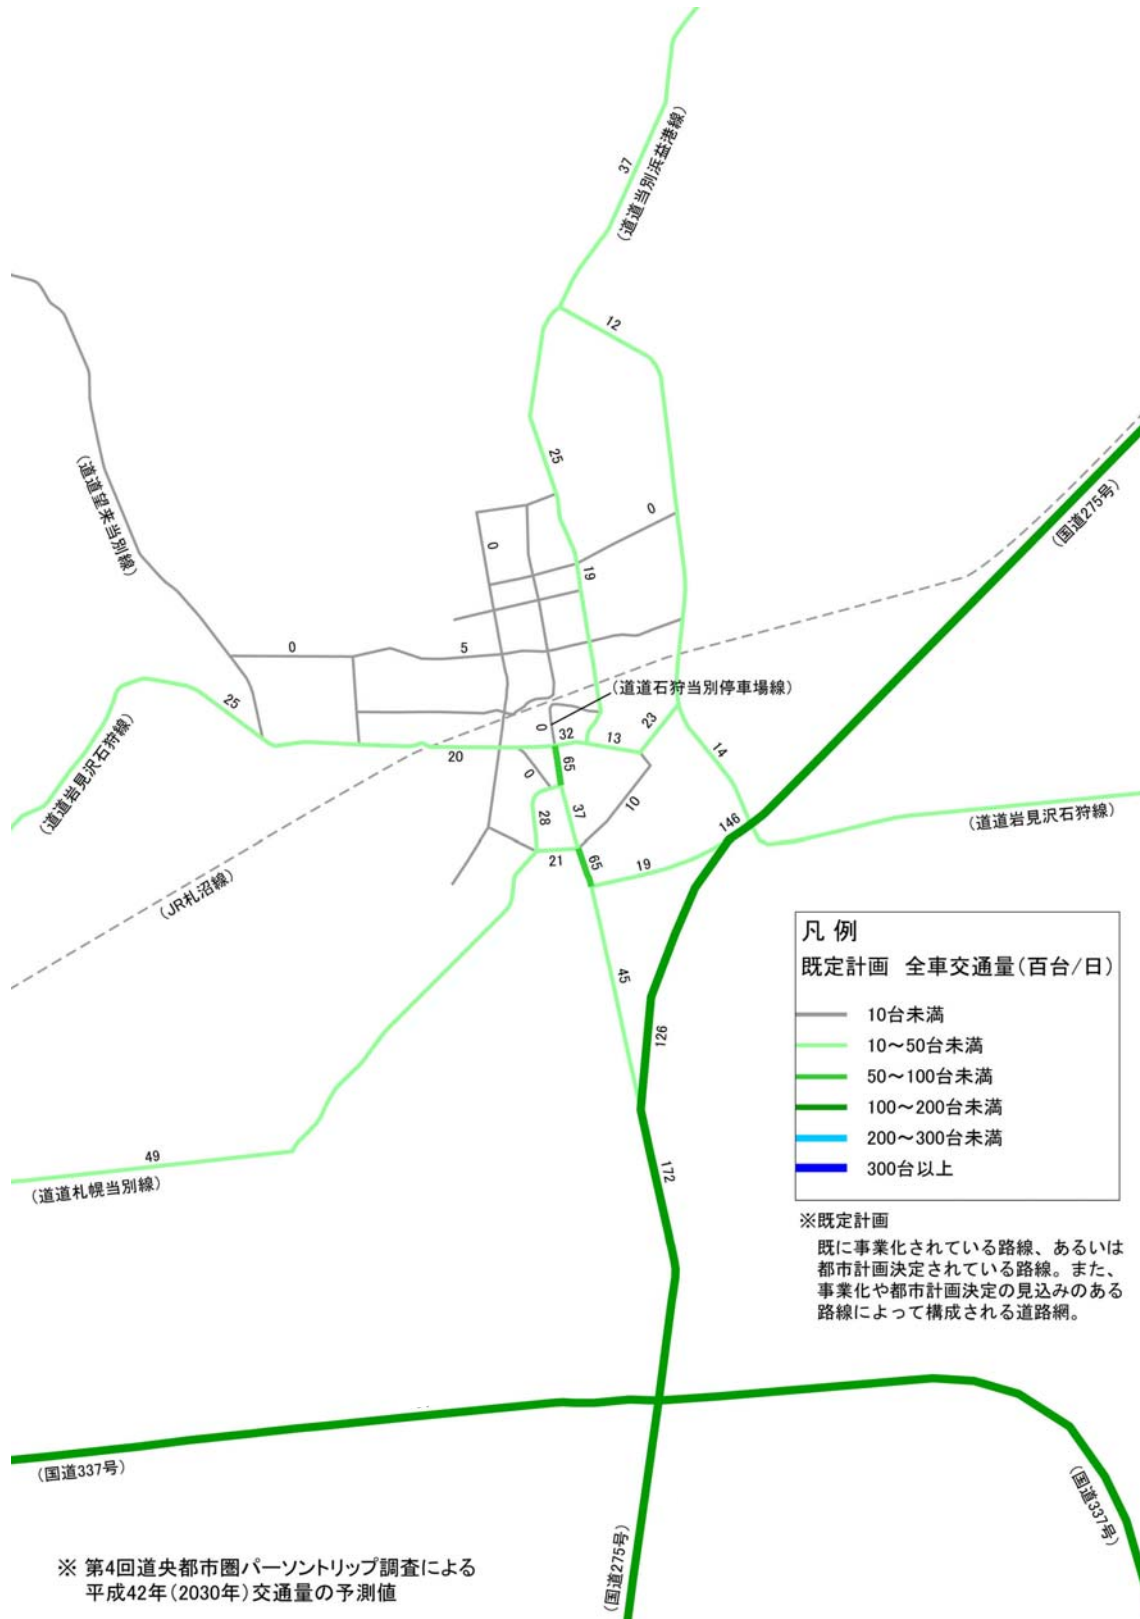 37
(道道当別浜益港線)
12
25
(国道275号)
(道道望来当別線)
0
0
19
0
5
25
(道道石狩当別停車場線)
0
32
13
23
14
20
65
0
(道道岩見沢石狩線)
37
10
28
146
(道道岩見沢石狩線)
21
65
19
(JR札沼線)
45
126
49
(道道札幌当別線)
172
凡 例
既定計画 全車交通量(百台/日)
10台未満
10～50台未満
50～100台未満
100～200台未満
200～300台未満
300台以上
※既定計画
既に事業化されている路線、あるいは
都市計画決定されている路線。また、
事業化や都市計画決定の見込みのある
路線によって構成される道路網。
(国道337号)
(国道337号)
(国道275号)
※ 第4回道央都市圏パーソントリップ調査による
平成42年(2030年)交通量の予測値